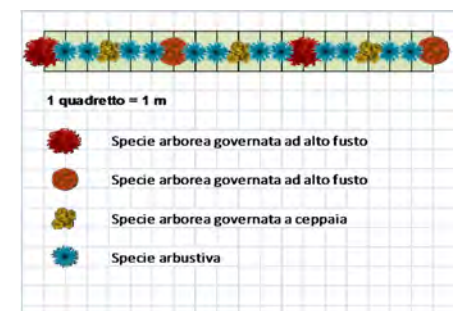 1 quadretto = 1 m
Specie arborea governata ad alto fusto
Specie arborea governata ad alto fusto
Specie arborea governata a ceppaia
Specie arbustiva